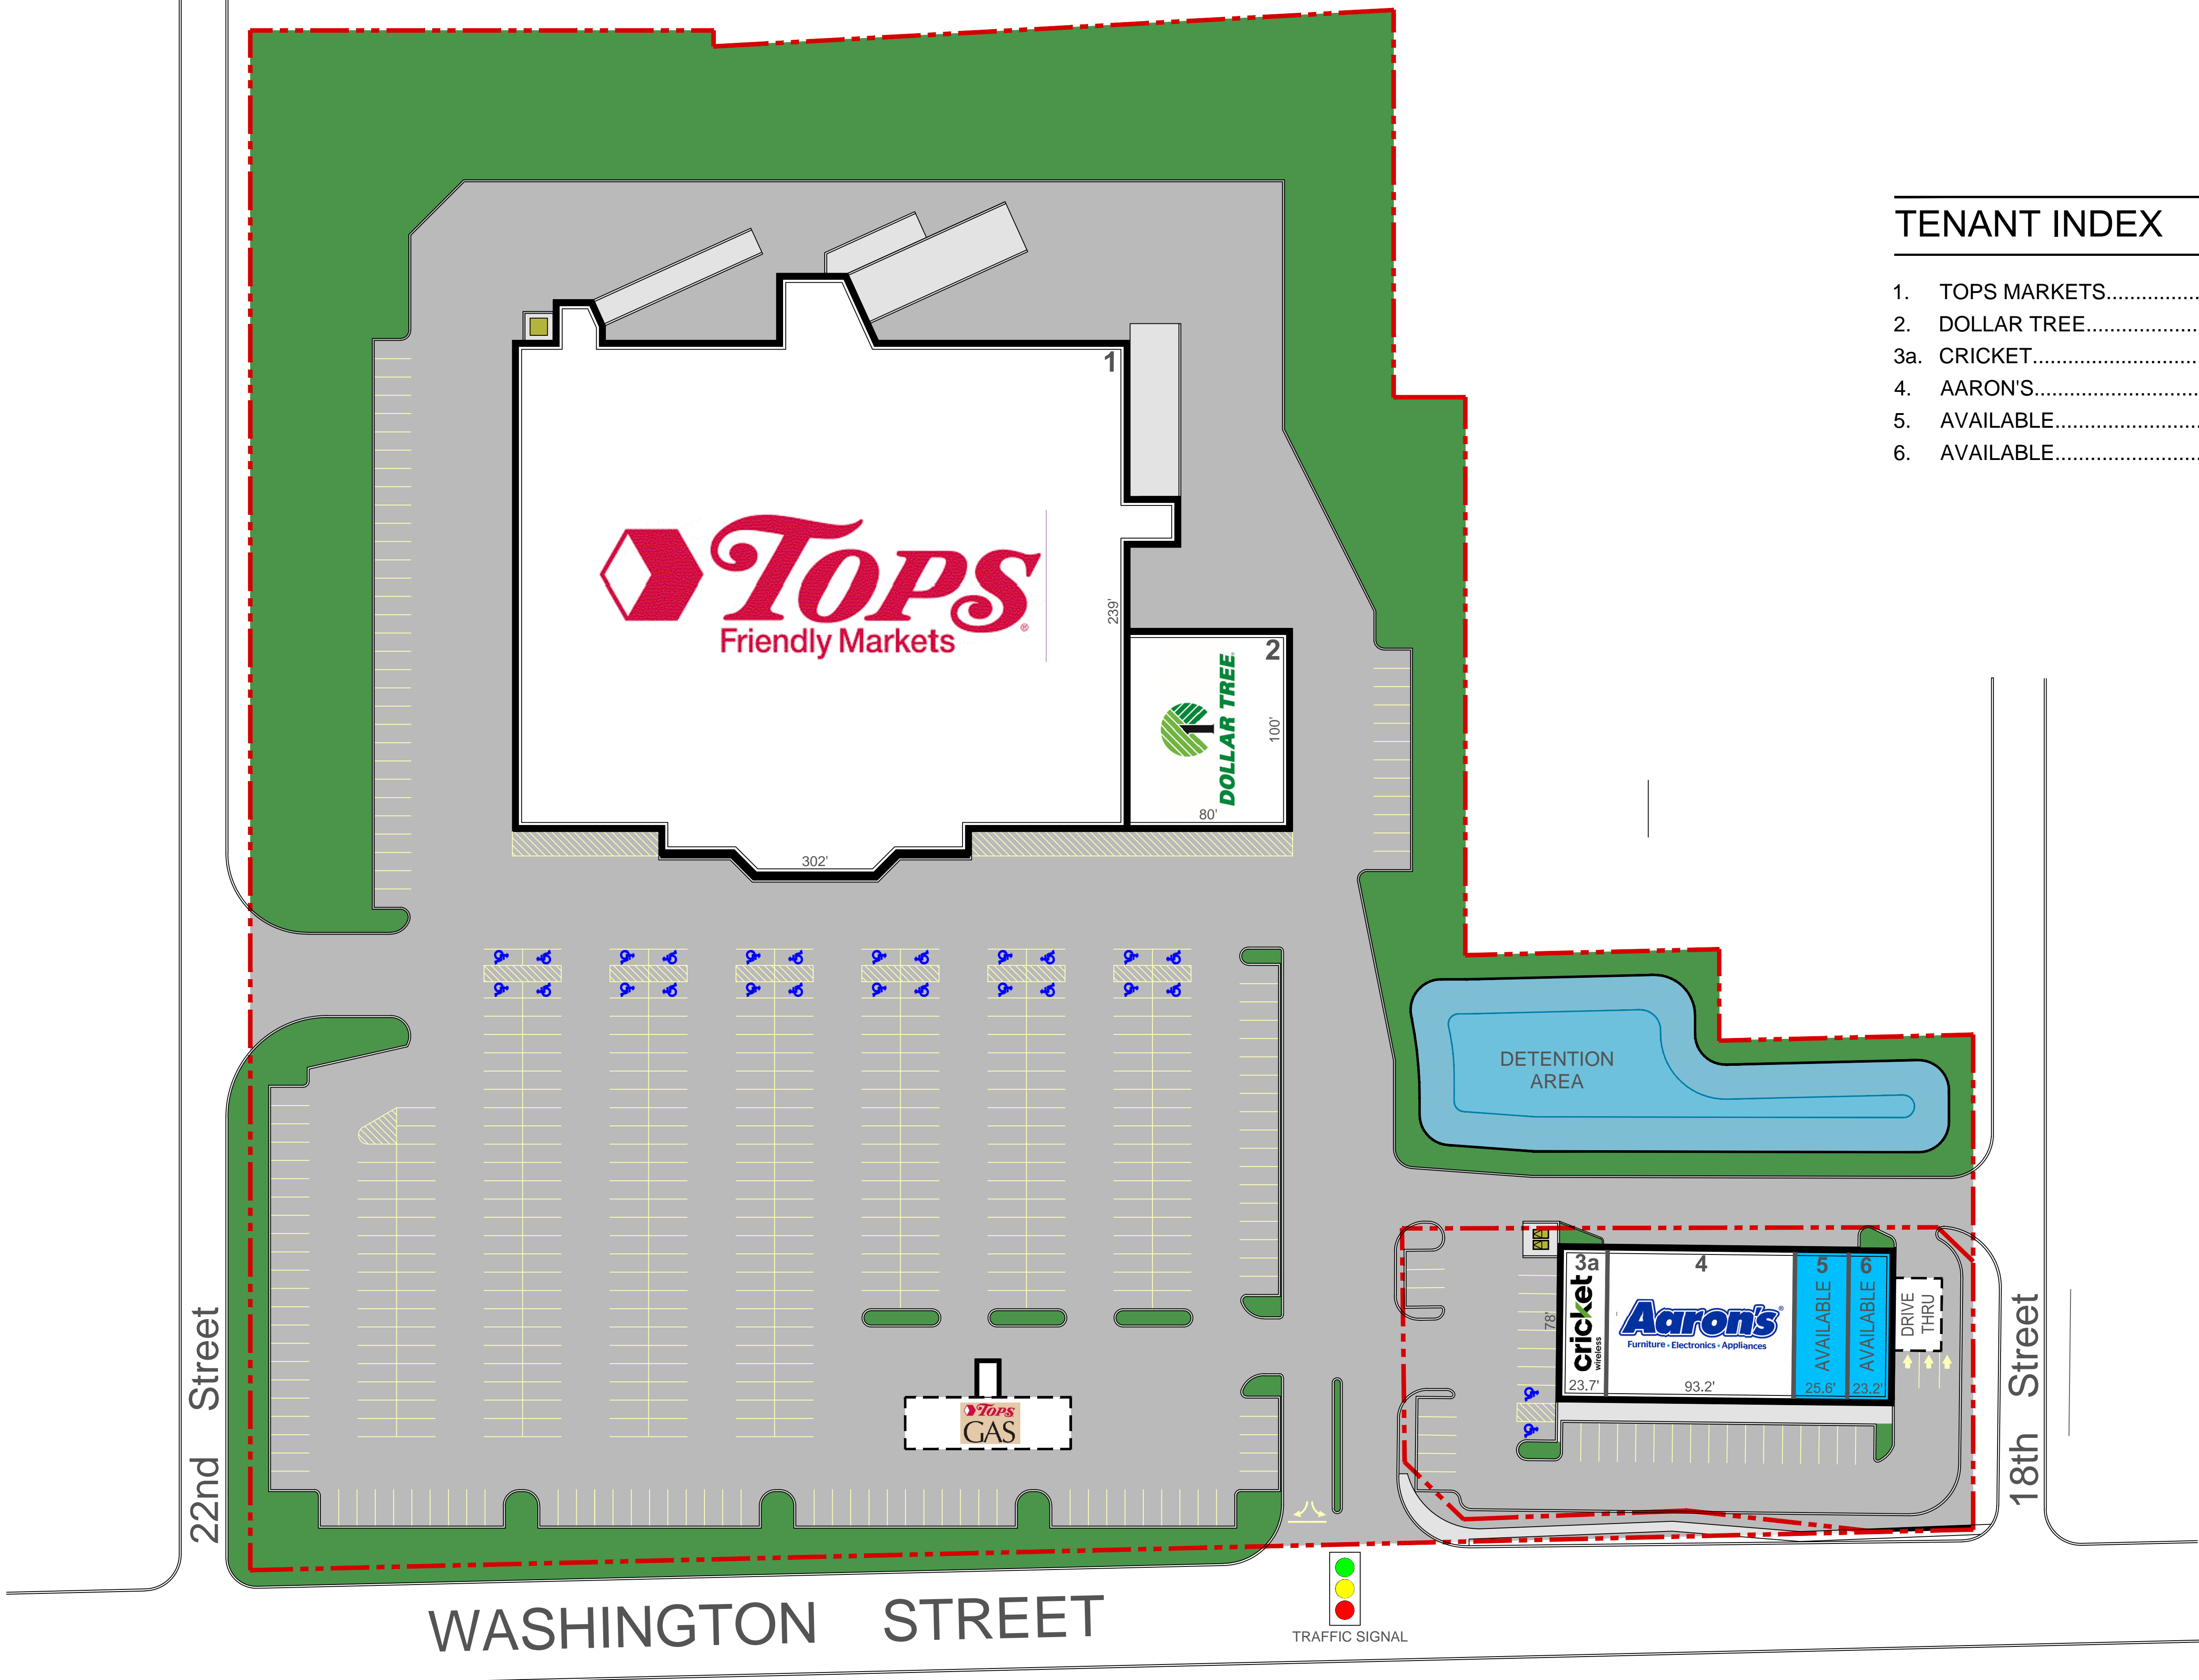 TENANT INDEX
1. TOPS MARKETS................
2. DOLLAR TREE...................
3a. CRICKET............................
4. AARON'S............................
5. AVAILABLE.........................
6. AVAILABLE.........................
1
TOPS
®
Friendly Markets
239'
302'
2
DOLLAR TREE
100'
80'
DETENTION
AREA
3a
cricket
wireless
78'
23.7'
4
Aaron's®
Furniture • Electronics • Appliances
93.2'
5
AVAILABLE
25.6'
6
AVAILABLE
23.2'
DRIVE
THRU
TOPS
GAS
22nd Street
18th Street
WASHINGTON STREET
TRAFFIC SIGNAL